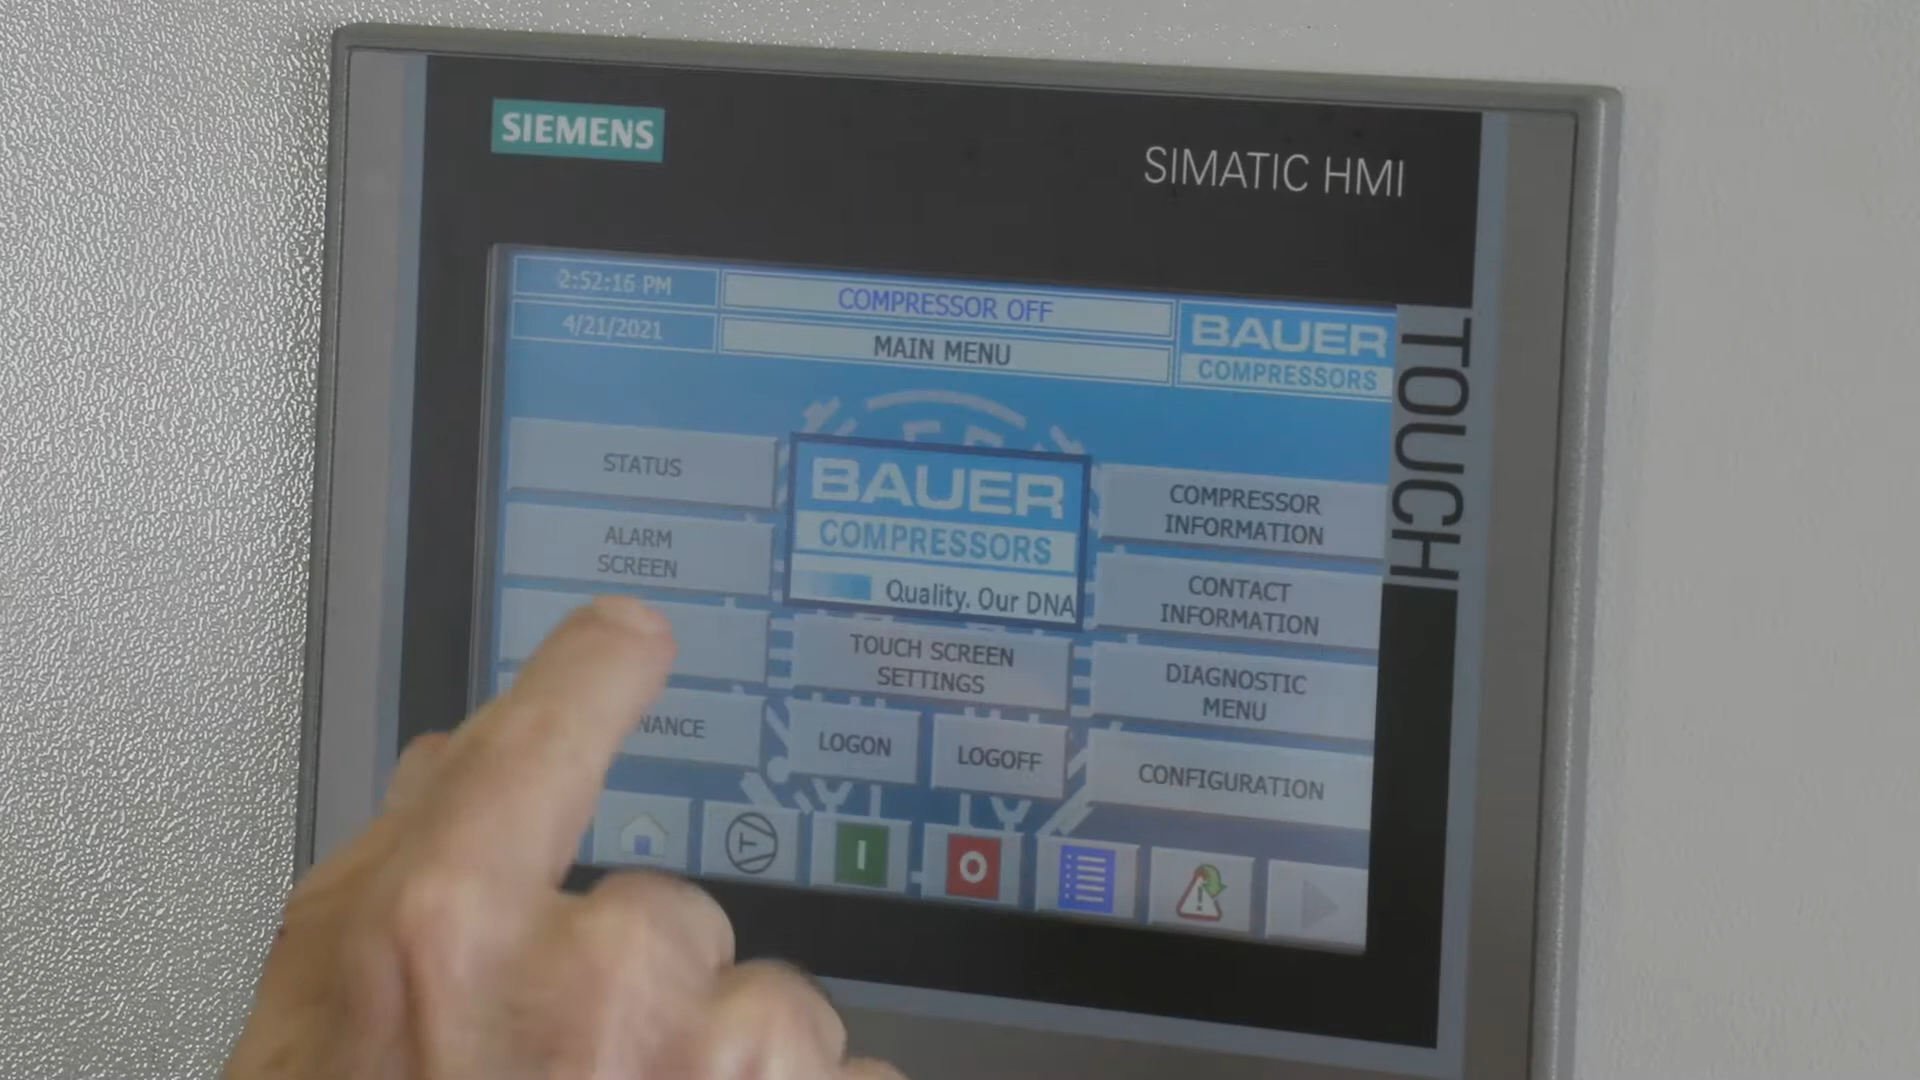 SIEMENS
SIMATIC HMI
TOUCH
2:52:16 PM
COMPRESSOR OFF
BAUER
COMPRESSORS
4/21/2021
MAIN MENU
STATUS
ALARM
SCREEN
BAUER
COMPRESSORS
Quality. Our DNA
TOUCH SCREEN
SETTINGS
LOGON
LOGOFF
COMPRESSOR
INFORMATION
CONTACT
INFORMATION
DIAGNOSTIC
MENU
CONFIGURATION
I
O